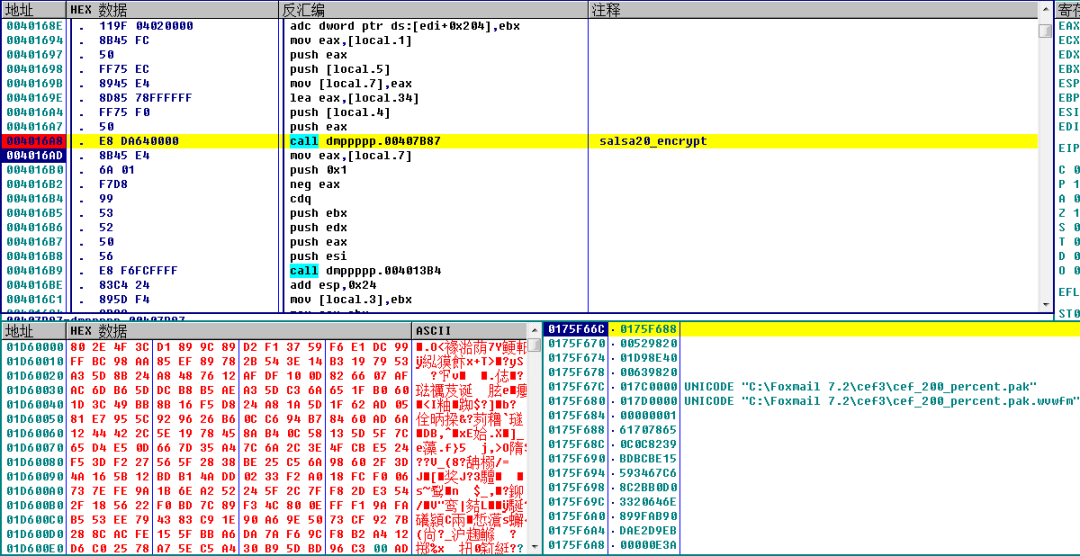 地址 HEX 数据 反汇编 注释
0040168E . 119F 04020000 adc dword ptr ds:[edi+0x204],ebx EAX
00401694 . 8B45 FC mov eax,[local.1] ECX
00401697 . 50 push eax EDX
00401698 . FF75 EC push [local.5] EBX
0040169B . 8945 E4 mov [local.7],eax ESP
0040169E . 8D85 78FFFFFF lea eax,[local.34] EBP
004016A4 . FF75 F0 push [local.4] ESI
004016A7 . 50 push eax EDI
004016A8 . E8 DA640000 call dmppppp.00407B87 salsa20_encrypt
004016AD . 8B45 E4 mov eax,[local.7] EIP
004016B0 . 6A 01 push 0x1 C 0
004016B2 . F7D8 neg eax P 1
004016B4 . 99 cdq A 0
004016B5 . 53 push ebx Z 1
004016B6 . 52 push edx S 0
004016B7 . 50 push eax T 0
004016B8 . 56 push esi D 0
004016B9 . E8 F6FCFFFF call dmppppp.004013B4 O 0
004016BE . 83C4 24 add esp,0x24 EFL
004016C1 . 895D F4 mov [local.3],ebx ST0
地址 HEX 数据 ASCII
01D60000 80 2E 4F 3C D1 89 9C 89 D2 F1 37 59 F6 E1 DC 99
01D60010 FF BC 98 AA 85 EF 89 78 2B 54 3E 14 B3 19 79 53
01D60020 A3 5D 8B 24 A8 48 76 12 AF DF 10 0D 82 66 07 AF
01D60030 AC 6D B6 5D DC B8 B5 AE A3 5D C3 6A 65 1F B0 60
01D60040 1D 3C 49 BB 8B 16 F5 D8 24 A8 1A 5D 1F 62 AD 05
01D60050 81 E7 95 5C 92 96 26 B6 0C C6 94 B7 84 60 AD 6A
01D60060 12 44 42 2C 5E 19 78 45 8A B4 0C 58 13 5D 5F 7C
01D60070 65 D4 E5 0D 66 7D 35 A4 7C 6A 2C 3E 4F CB E5 24
01D60080 F5 3D F2 27 56 5F 28 38 BE 25 C5 6A 98 60 2F 3D
01D60090 4A 16 5B 12 BD B1 4A DD 02 33 F2 A0 18 FC F0 06
01D600A0 73 7E FE 9A 1B 6E A2 52 24 5F 2C 7F F8 2D E3 54
01D600B0 2F 18 56 22 F0 BD 7C 89 F3 4C 80 0E FF F1 9A FA
01D600C0 B5 53 EE 79 43 83 C9 1E 90 A6 9E 50 73 CF 92 7B
01D600D0 28 8C AC FE 15 5F BB A6 DA 7A F6 9C F8 B2 A4 12
01D600E0 D6 C0 25 78 A7 5E C5 A4 30 B9 5D BD 96 C3 00 AD
0175F66C . 0175F688
0175F670 . 00529820
0175F674 . 01D98E40
0175F678 . 00639820
0175F67C . 017C0000 UNICODE "C:\Foxmail 7.2\cef3\cef_200_percent.pak"
0175F680 . 017D0000 UNICODE "C:\Foxmail 7.2\cef3\cef_200_percent.pak.wvwfm"
0175F684 . 00000001
0175F688 . 61707865
0175F68C . 0C0C8239
0175F690 . BDBCBE15
0175F694 . 593467C6
0175F698 . 8C2BB0D0
0175F69C . 3320646E
0175F6A0 . 899FAB90
0175F6A4 . DAE2D9EB
0175F6A8 . 00000E3A